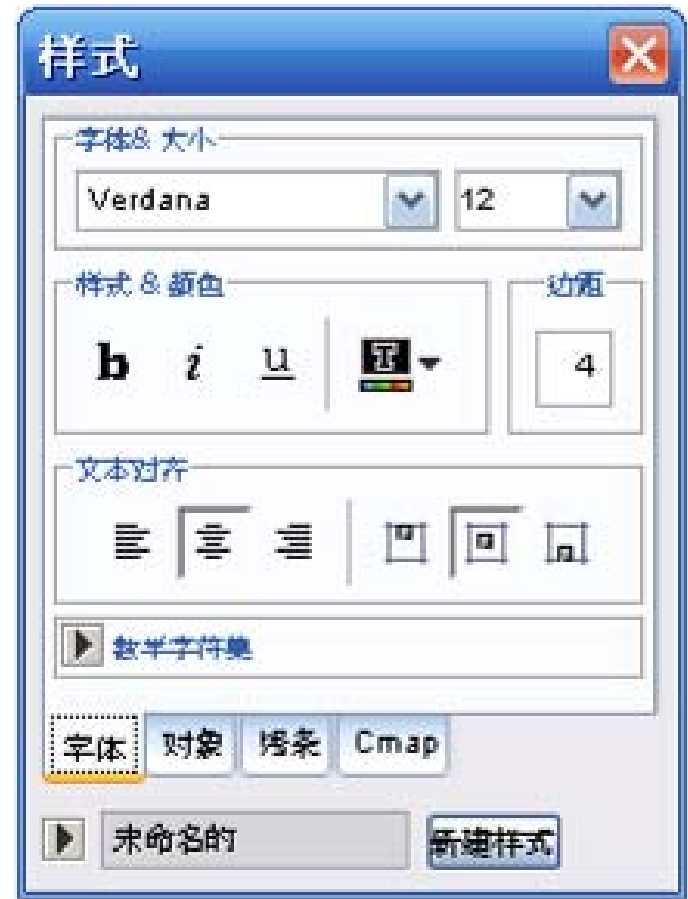 样式
字体& 大小
Verdana 12
样式 & 颜色 边距
b i u T 4
文本对齐
数学字符集
字体 对象 线条 Cmap
未命名的 新建样式